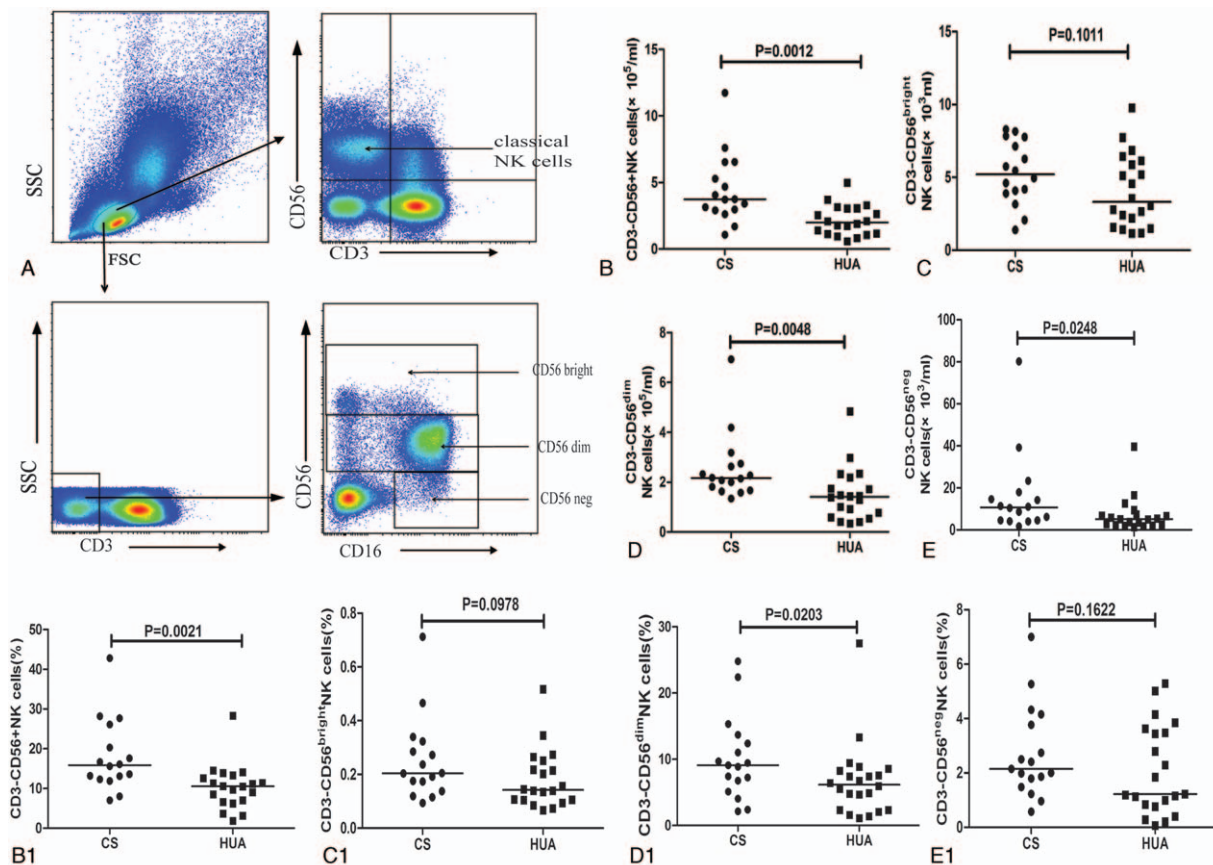 SSC
FSC
A
CD56
CD3
classical
NK cells
CD3-CD56+NK cells(× 10⁵/ml)
15
10
5
0
P=0.0012
CS
HUA
B
CD3-CD56bright
NK cells(× 10³ml)
15
10
5
0
P=0.1011
CS
HUA
C
SSC
CD3
CD56
CD16
CD56 bright
CD56 dim
CD56 neg
CD3-CD56dim
NK cells(× 10⁵/ml)
8
6
4
2
0
P=0.0048
CS
HUA
D
CD3-CD56neg
NK cells(× 10³/ml)
100
80
60
40
20
0
P=0.0248
CS
HUA
E
CD3-CD56+NK cells(%)
50
40
30
20
10
0
P=0.0021
CS
HUA
B1
CD3-CD56brightNK cells(%)
0.8
0.6
0.4
0.2
0.0
P=0.0978
CS
HUA
C1
CD3-CD56dimNK cells(%)
30
20
10
0
P=0.0203
CS
HUA
D1
CD3-CD56negNK cells(%)
8
6
4
2
0
P=0.1622
CS
HUA
E1